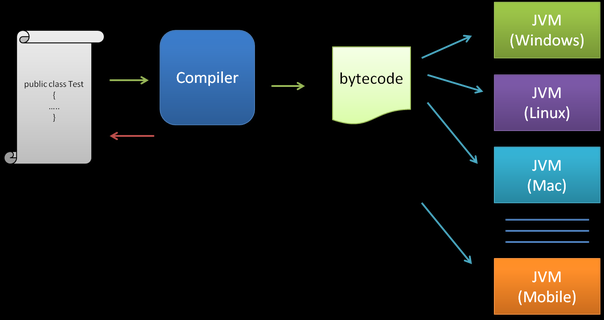 public class Test
{
.....
}
Compiler
bytecode
JVM
(Windows)
JVM
(Linux)
JVM
(Mac)
JVM
(Mobile)